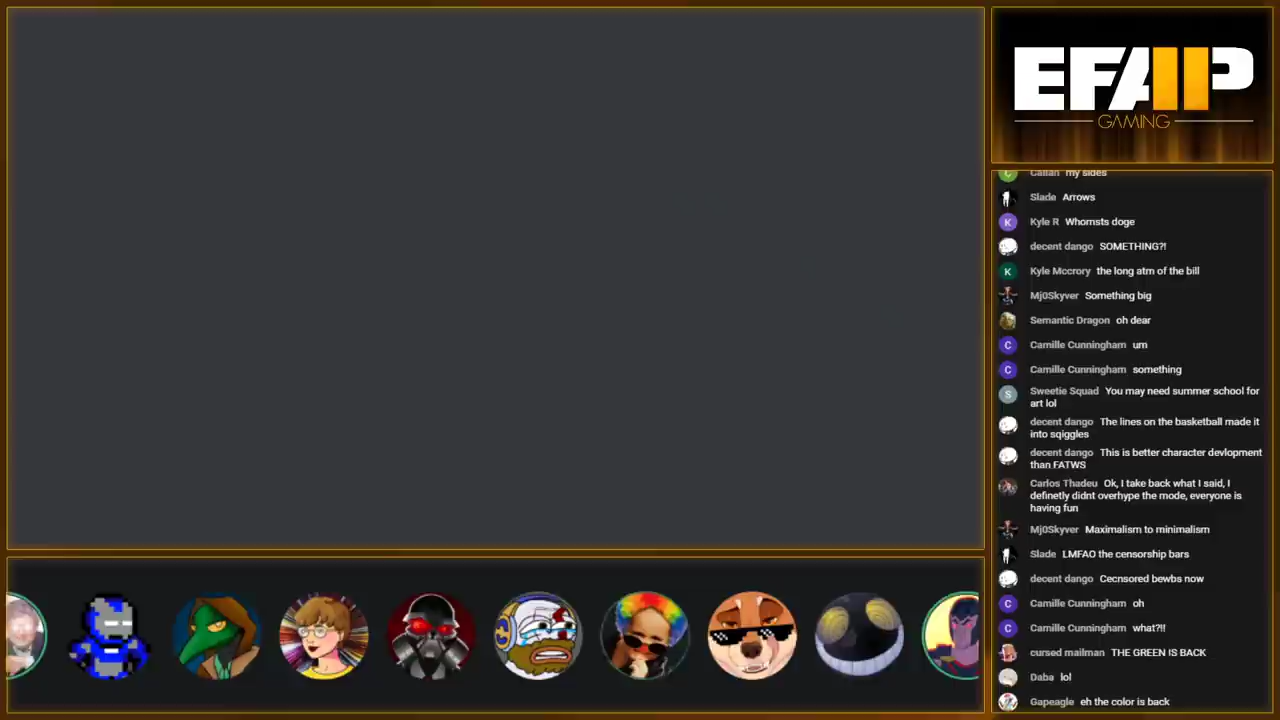 EFAP
GAMING
Callan my sides
Slade Arrows
Kyle R Whornsts doge
decent dango SOMETHING?!
Kyle Mccrory the long atm of the bill
Mj0Skyver Something big
Semantic Dragon oh dear
C Camille Cunningham um
C Camille Cunningham something
S Sweetie Squad You may need summer school for
art lol
decent dango The lines on the basketball made it
into sqiggles
decent dango This is better character devlopment
than FATWS
Carlos Thadeu Ok, I take back what I said, I
definetly didnt overhype the mode, everyone is
having fun
Mj0Skyver Maximalism to minimalism
Slade LMFAO the censorship bars
decent dango Cecnsored bewbs now
C Camille Cunningham oh
C Camille Cunningham what?!!
cursed mailman THE GREEN IS BACK
Daba lol
Gapeagle eh the color is back